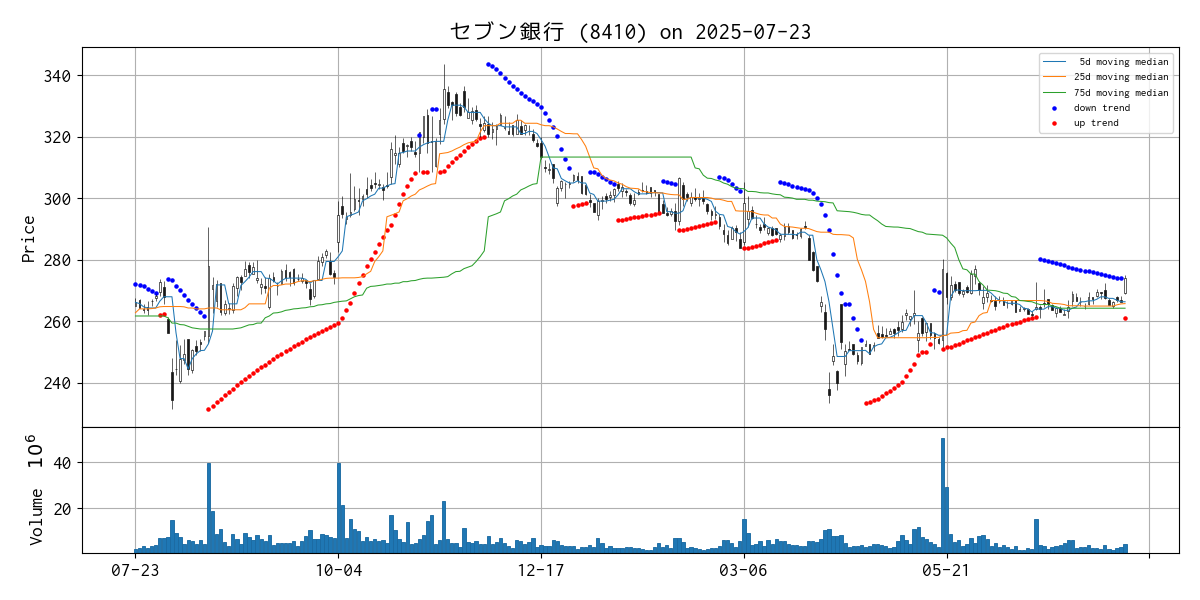 セブン銀行 (8410) on 2025-07-23
5d moving median
25d moving median
75d moving median
down trend
up trend
Price
340
320
300
280
260
240
Volume 10^6
40
20
07-23
10-04
12-17
03-06
05-21